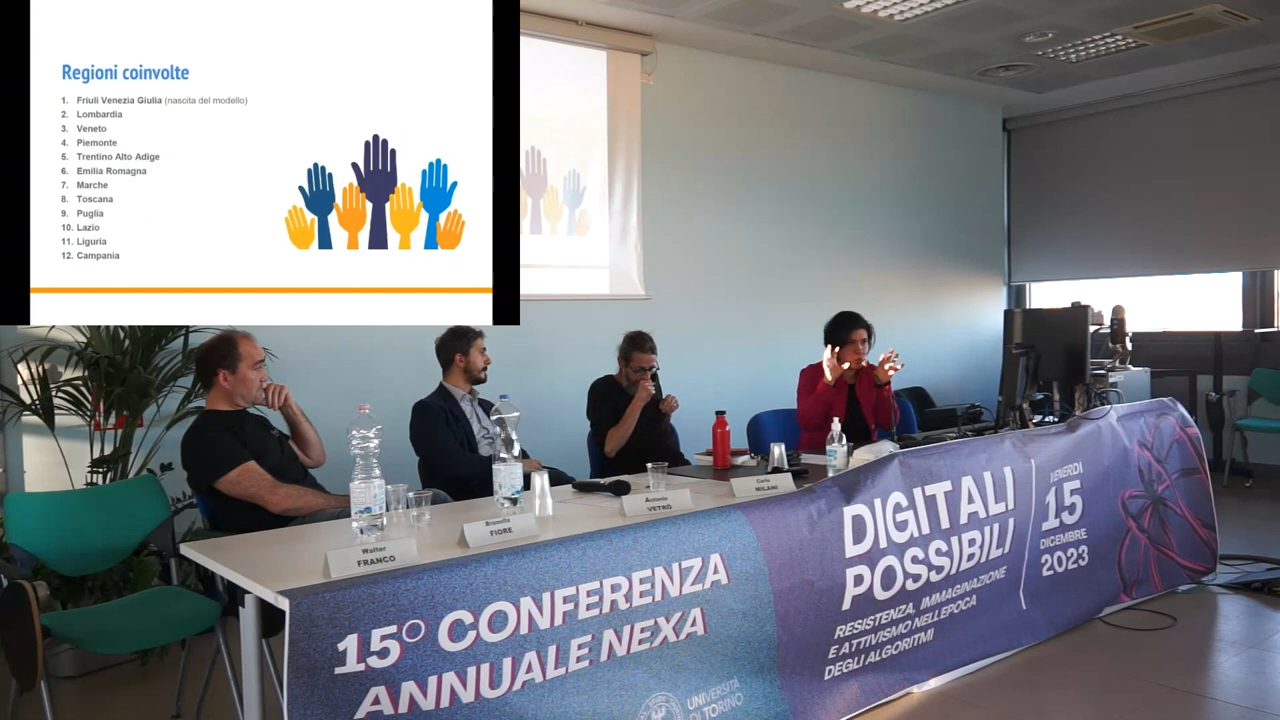 Regioni coinvolte
1. Friuli Venezia Giulia (nascita del modello)
2. Lombardia
3. Veneto
4. Piemonte
5. Trentino Alto Adige
6. Emilia Romagna
7. Marche
8. Toscana
9. Puglia
10. Lazio
11. Liguria
12. Campania
Walter
FRANCO
Brunella
FIORE
Antonio
VETRÒ
Carlo
MILANI
15° CONFERENZA
ANNUALE NEXA
UNIVERSITÀ
DI TORINO
DIGITALI
POSSIBILI
RESISTENZA, IMMAGINAZIONE
E ATTIVISMO NELL'EPOCA
DEGLI ALGORITMI
VENERDÌ
15
DICEMBRE
2023